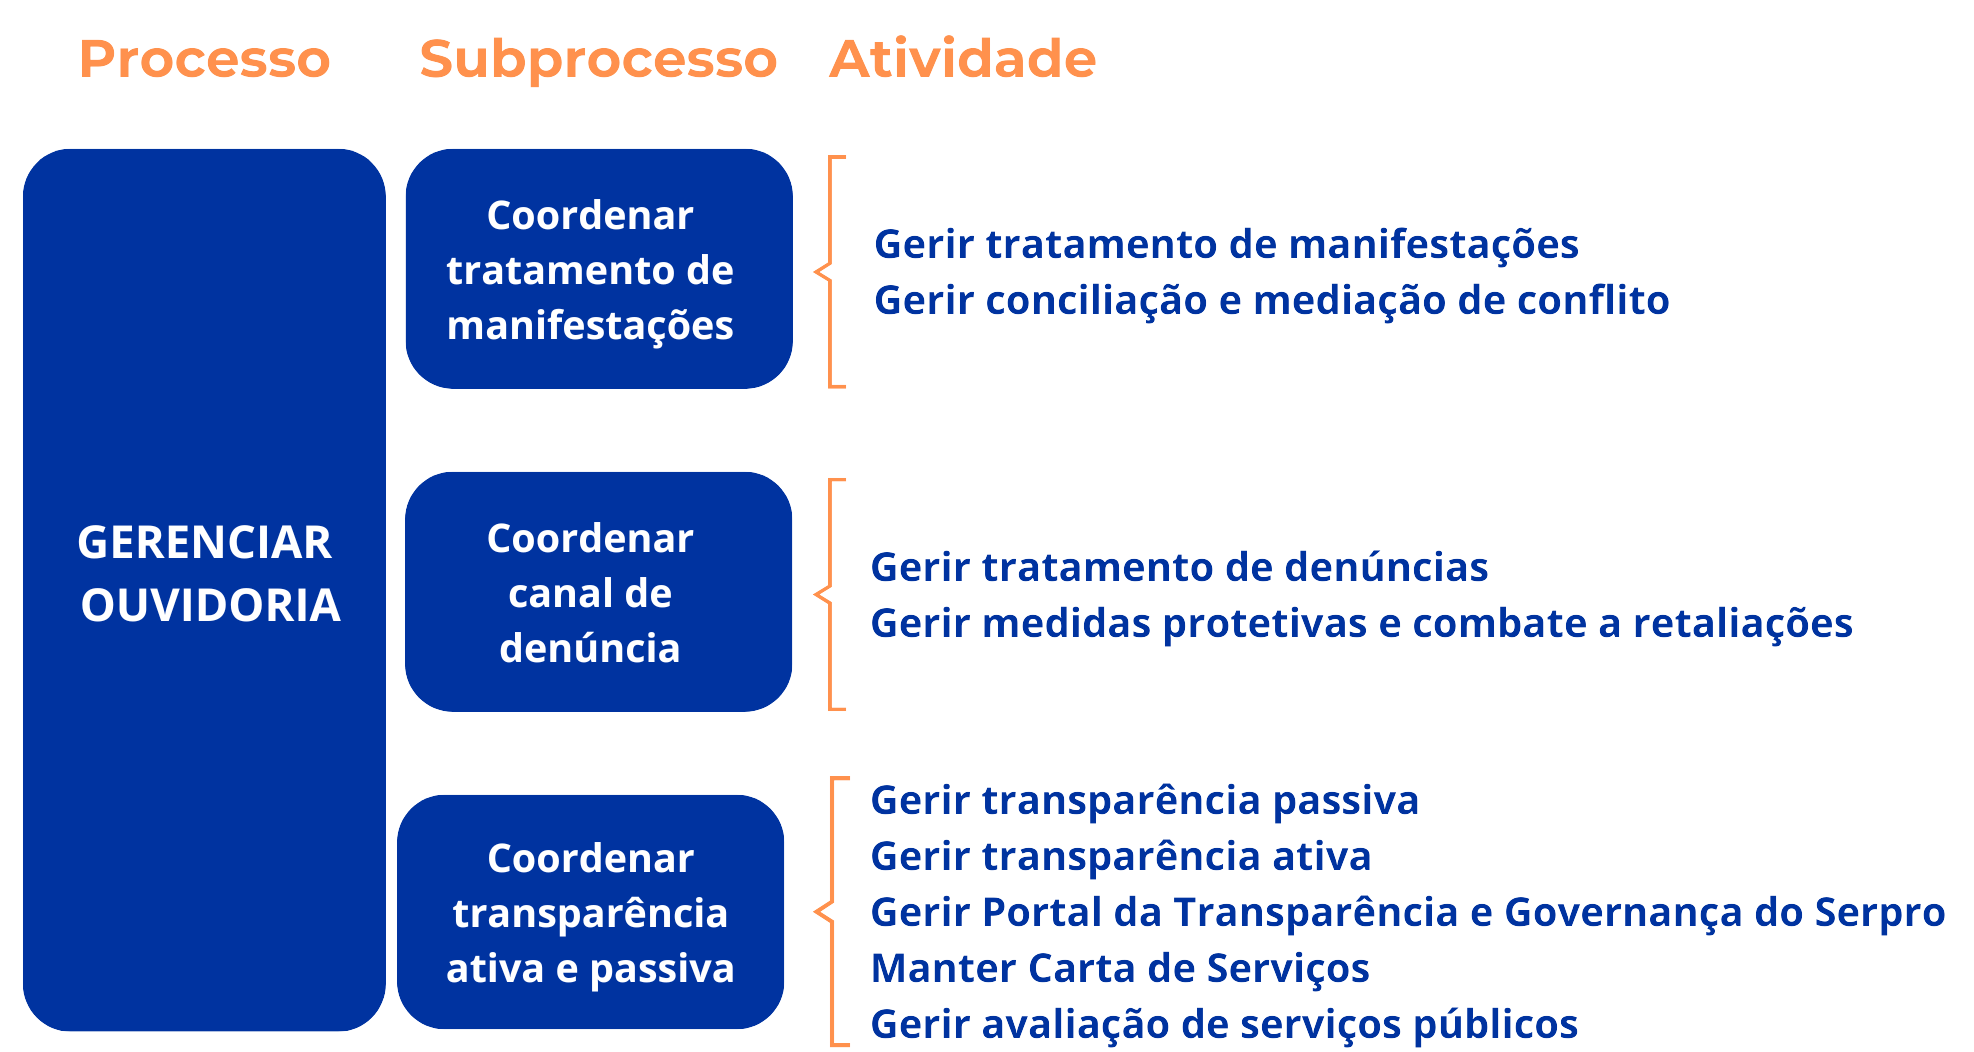 Processo
Subprocesso
Atividade
GERENCIAR
OUVIDORIA
Coordenar
tratamento de
manifestações
Gerir tratamento de manifestações
Gerir conciliação e mediação de conflito
Coordenar
canal de
denúncia
Gerir tratamento de denúncias
Gerir medidas protetivas e combate a retaliações
Coordenar
transparência
ativa e passiva
Gerir transparência passiva
Gerir transparência ativa
Gerir Portal da Transparência e Governança do Serpro
Manter Carta de Serviços
Gerir avaliação de serviços públicos